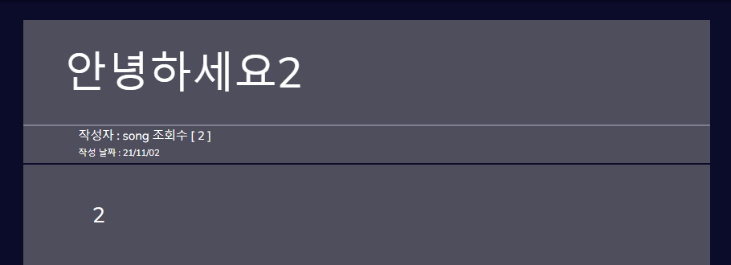 안녕하세요2
작성자 : song 조회수 [ 2 ]
작성 날짜 : 21/11/02
2